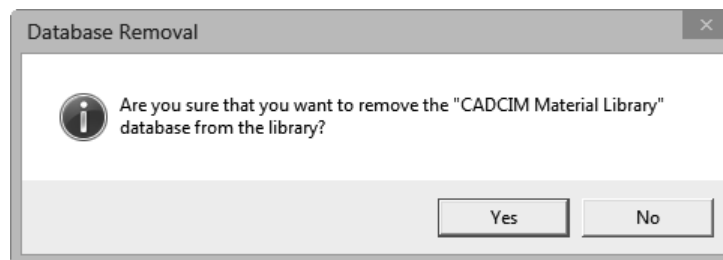 Database Removal
Are you sure that you want to remove the "CADCIM Material Library"
database from the library?
Yes No